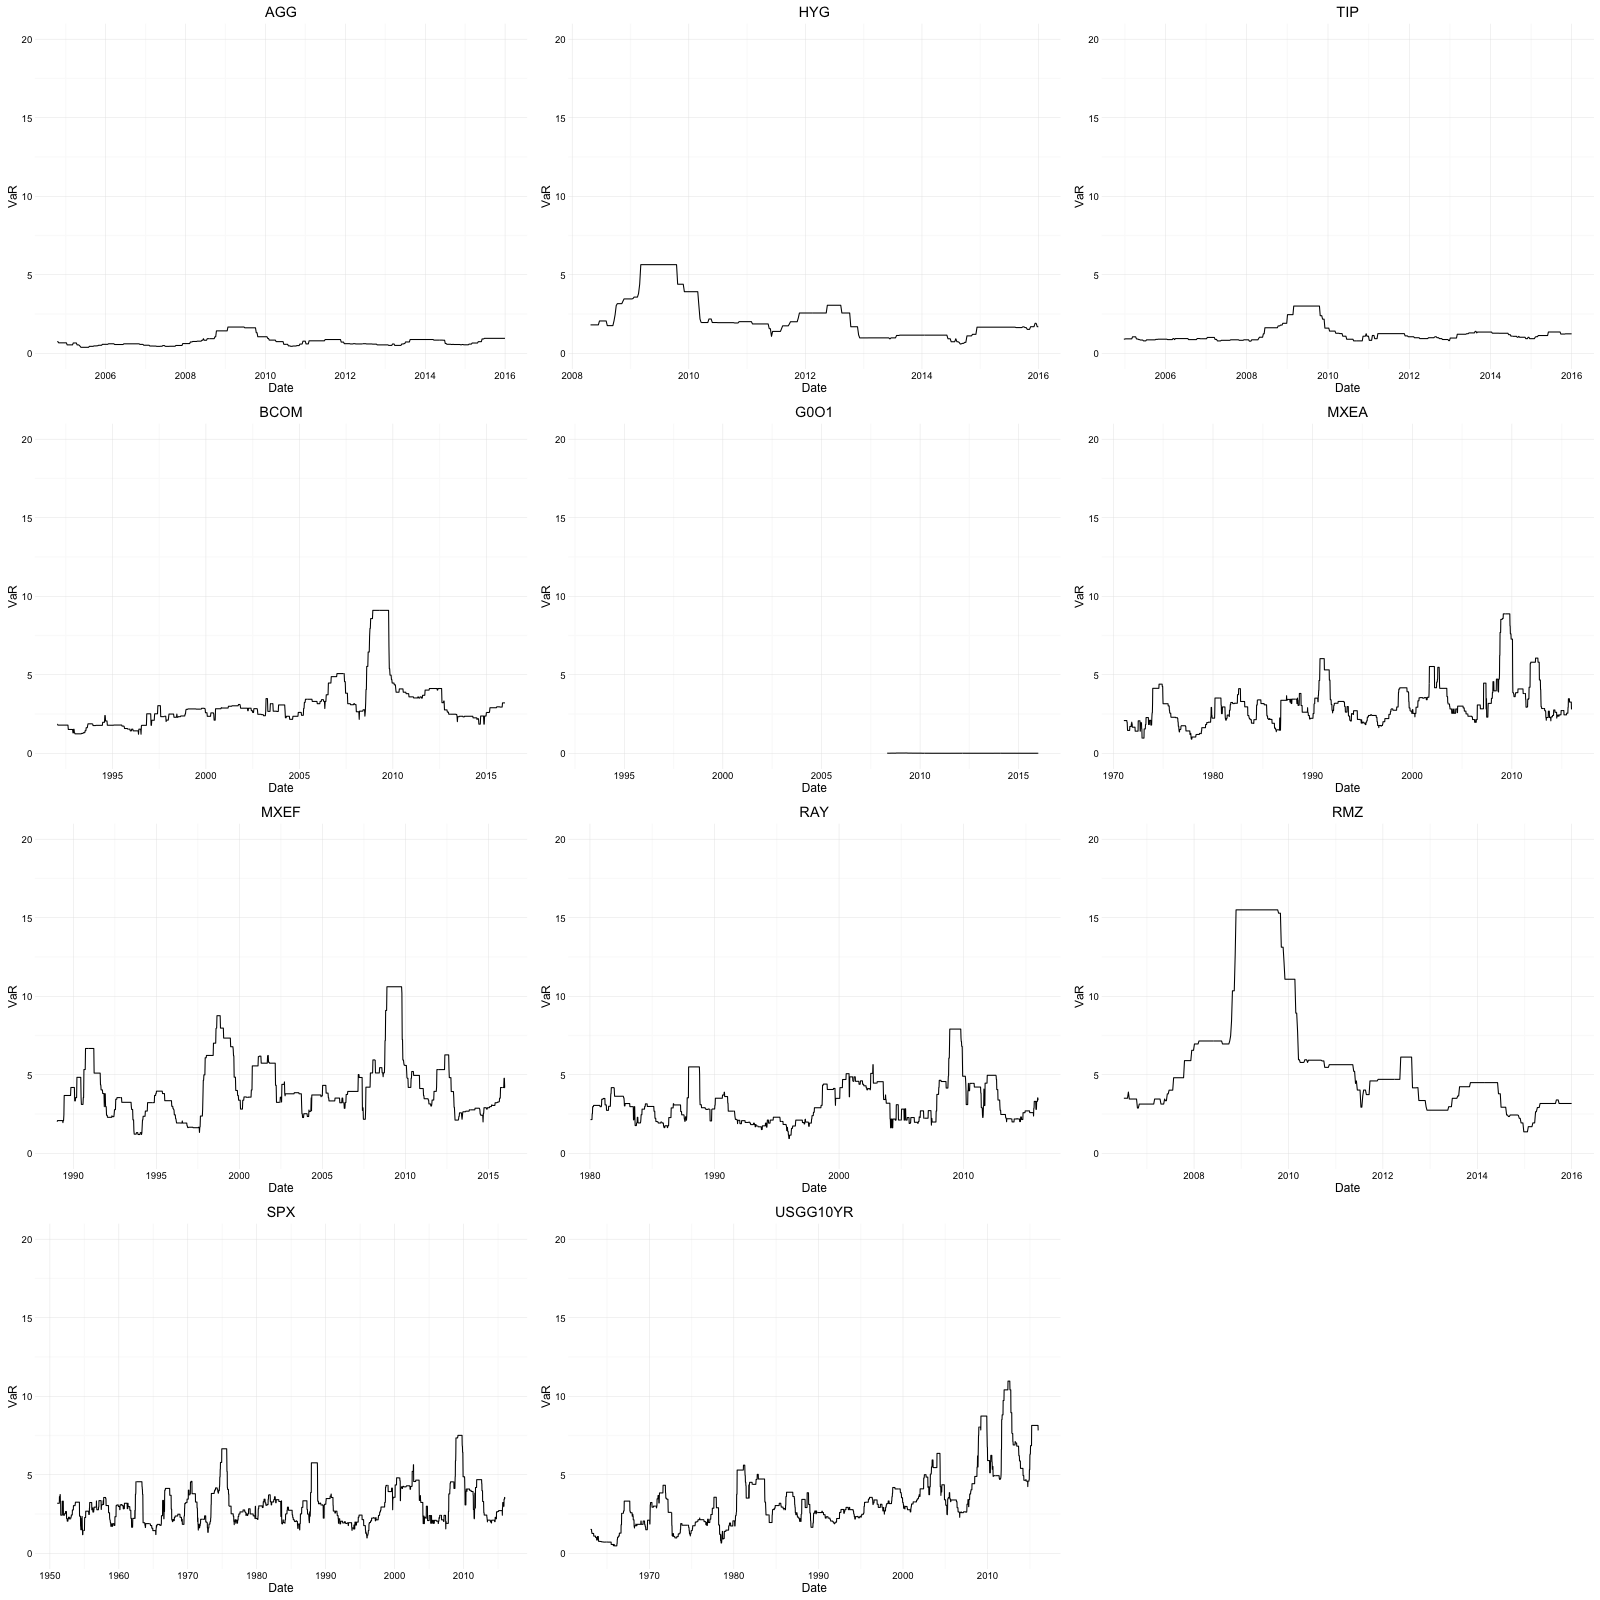 AGG
20
15
10
5
0
VaR
2006 2008 2010 2012 2014 2016
Date
HYG
20
15
10
5
0
VaR
2008 2010 2012 2014 2016
Date
TIP
20
15
10
5
0
VaR
2006 2008 2010 2012 2014 2016
Date
BCOM
20
15
10
5
0
VaR
1995 2000 2005 2010 2015
Date
G0O1
20
15
10
5
0
VaR
1995 2000 2005 2010 2015
Date
MXEA
20
15
10
5
0
VaR
1970 1980 1990 2000 2010
Date
MXEF
20
15
10
5
0
VaR
1990 1995 2000 2005 2010 2015
Date
RAY
20
15
10
5
0
VaR
1980 1990 2000 2010
Date
RMZ
20
15
10
5
0
VaR
2008 2010 2012 2014 2016
Date
SPX
20
15
10
5
0
VaR
1950 1960 1970 1980 1990 2000 2010
Date
USGG10YR
20
15
10
5
0
VaR
1970 1980 1990 2000 2010
Date